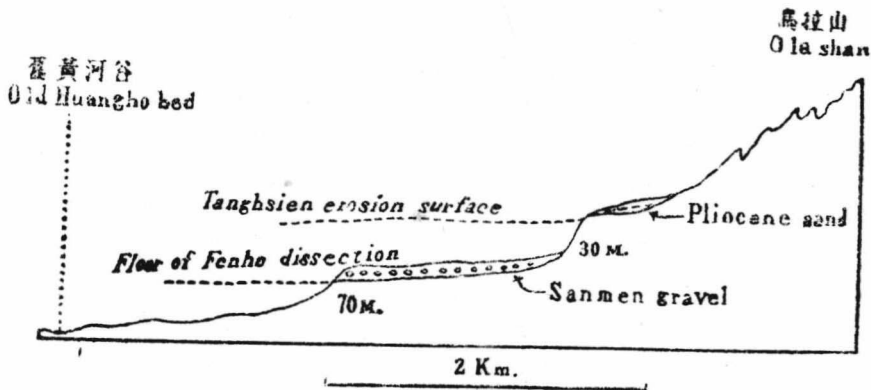 烏拉山
Ola shan
舊黃河谷
Old Huangho bed
Tanghsien erosion surface
Pliocene sand
30 M.
Floor of Fenho dissection
Sanmen gravel
70 M.
2 Km.